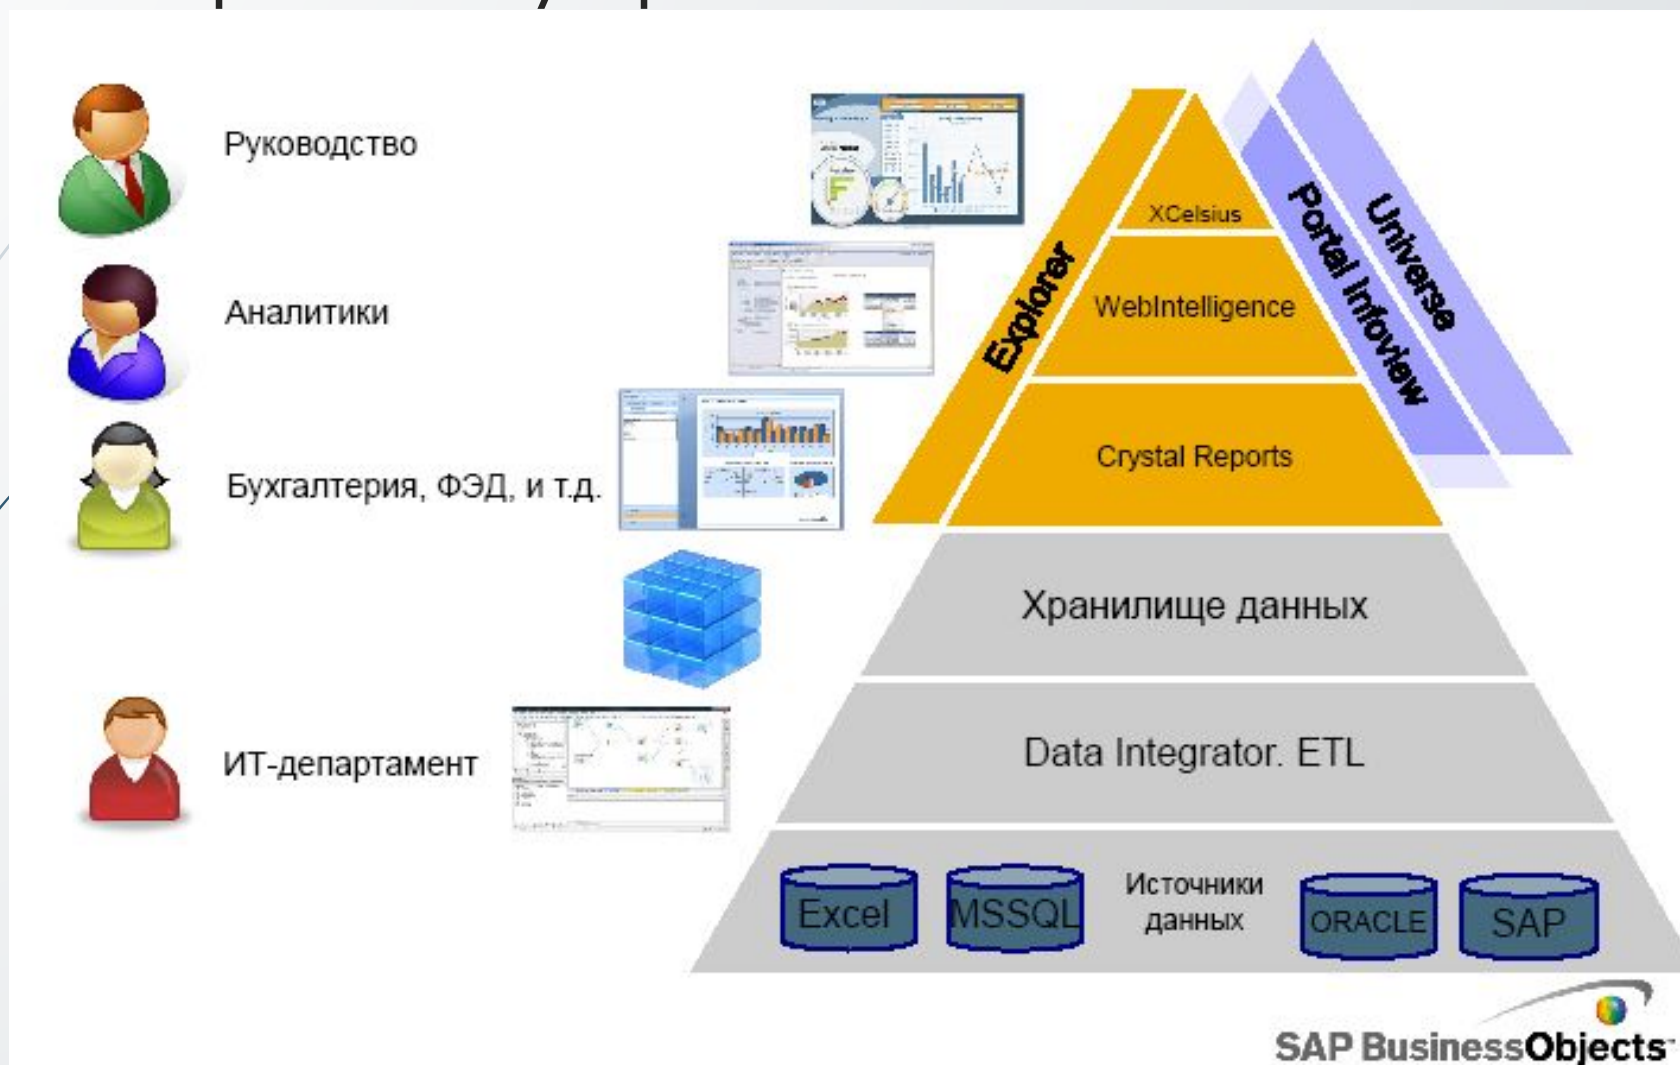 Руководство
XCelsius
Explorer
Portal Infoview
Universe
Аналитики
WebIntelligence
Бухгалтерия, ФЭД, и т.д.
Crystal Reports
Хранилище данных
ИТ-департамент
Data Integrator. ETL
Excel
MSSQL
Источники
данных
ORACLE
SAP
SAP BusinessObjects